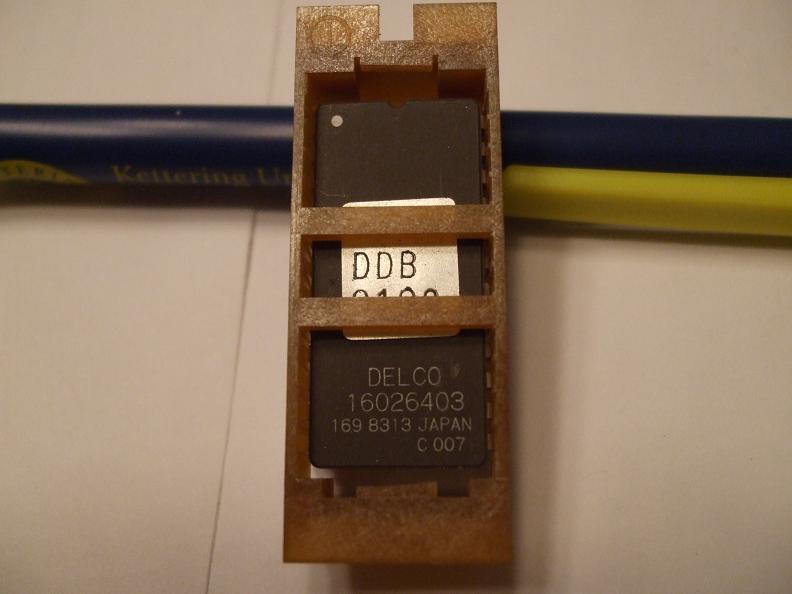 Kettering
DDB
DELCO
16026403
169 8313 JAPAN
C 007